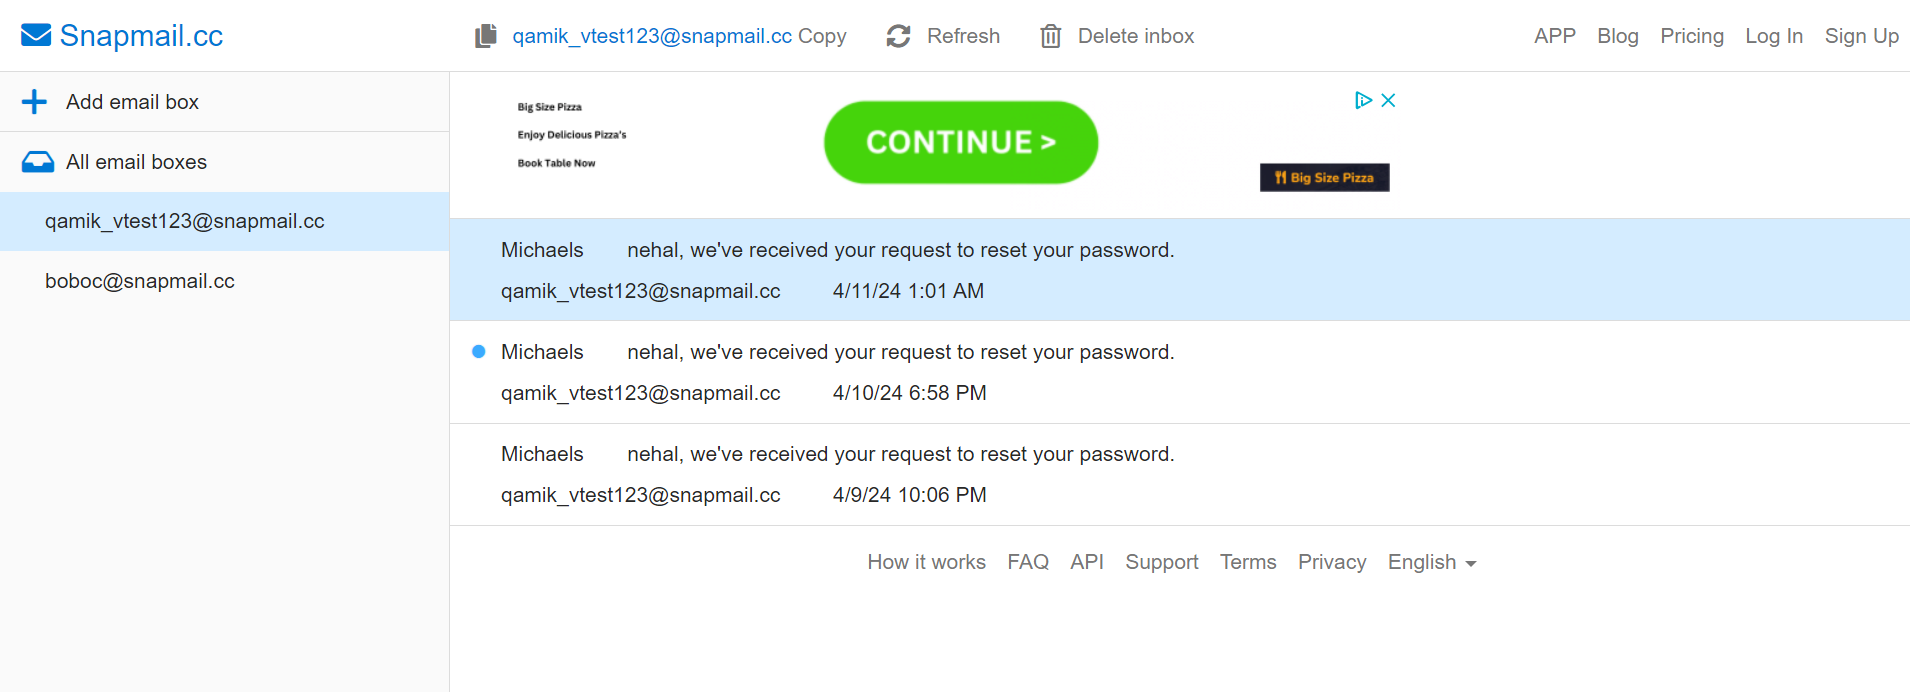 Snapmail.cc
qamik_vtest123@snapmail.cc Copy Refresh Delete inbox
APP Blog Pricing Log In Sign Up
Add email box
All email boxes
qamik_vtest123@snapmail.cc
boboc@snapmail.cc
Big Size Pizza
Enjoy Delicious Pizza's
Book Table Now
CONTINUE >
Big Size Pizza
Michaels nehal, we've received your request to reset your password.
qamik_vtest123@snapmail.cc 4/11/24 1:01 AM
Michaels nehal, we've received your request to reset your password.
qamik_vtest123@snapmail.cc 4/10/24 6:58 PM
Michaels nehal, we've received your request to reset your password.
qamik_vtest123@snapmail.cc 4/9/24 10:06 PM
How it works FAQ API Support Terms Privacy English